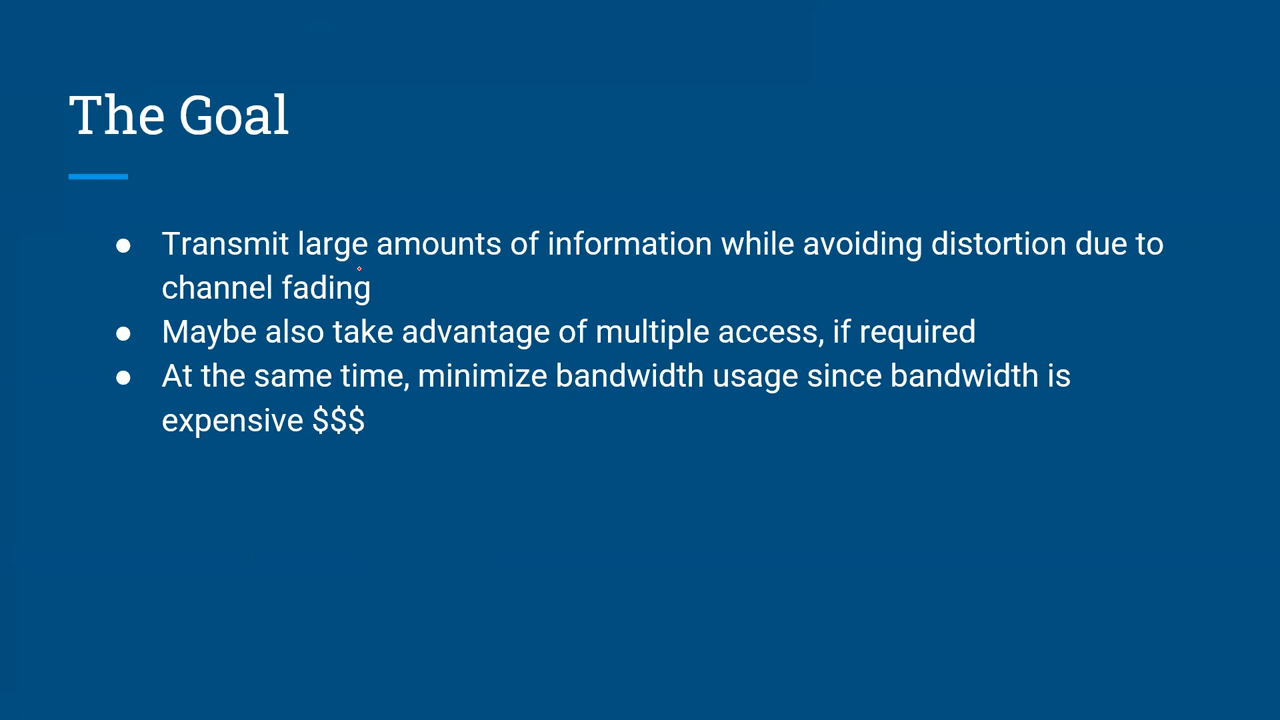 The Goal
● Transmit large amounts of information while avoiding distortion due to
channel fading
● Maybe also take advantage of multiple access, if required
● At the same time, minimize bandwidth usage since bandwidth is
expensive $$$